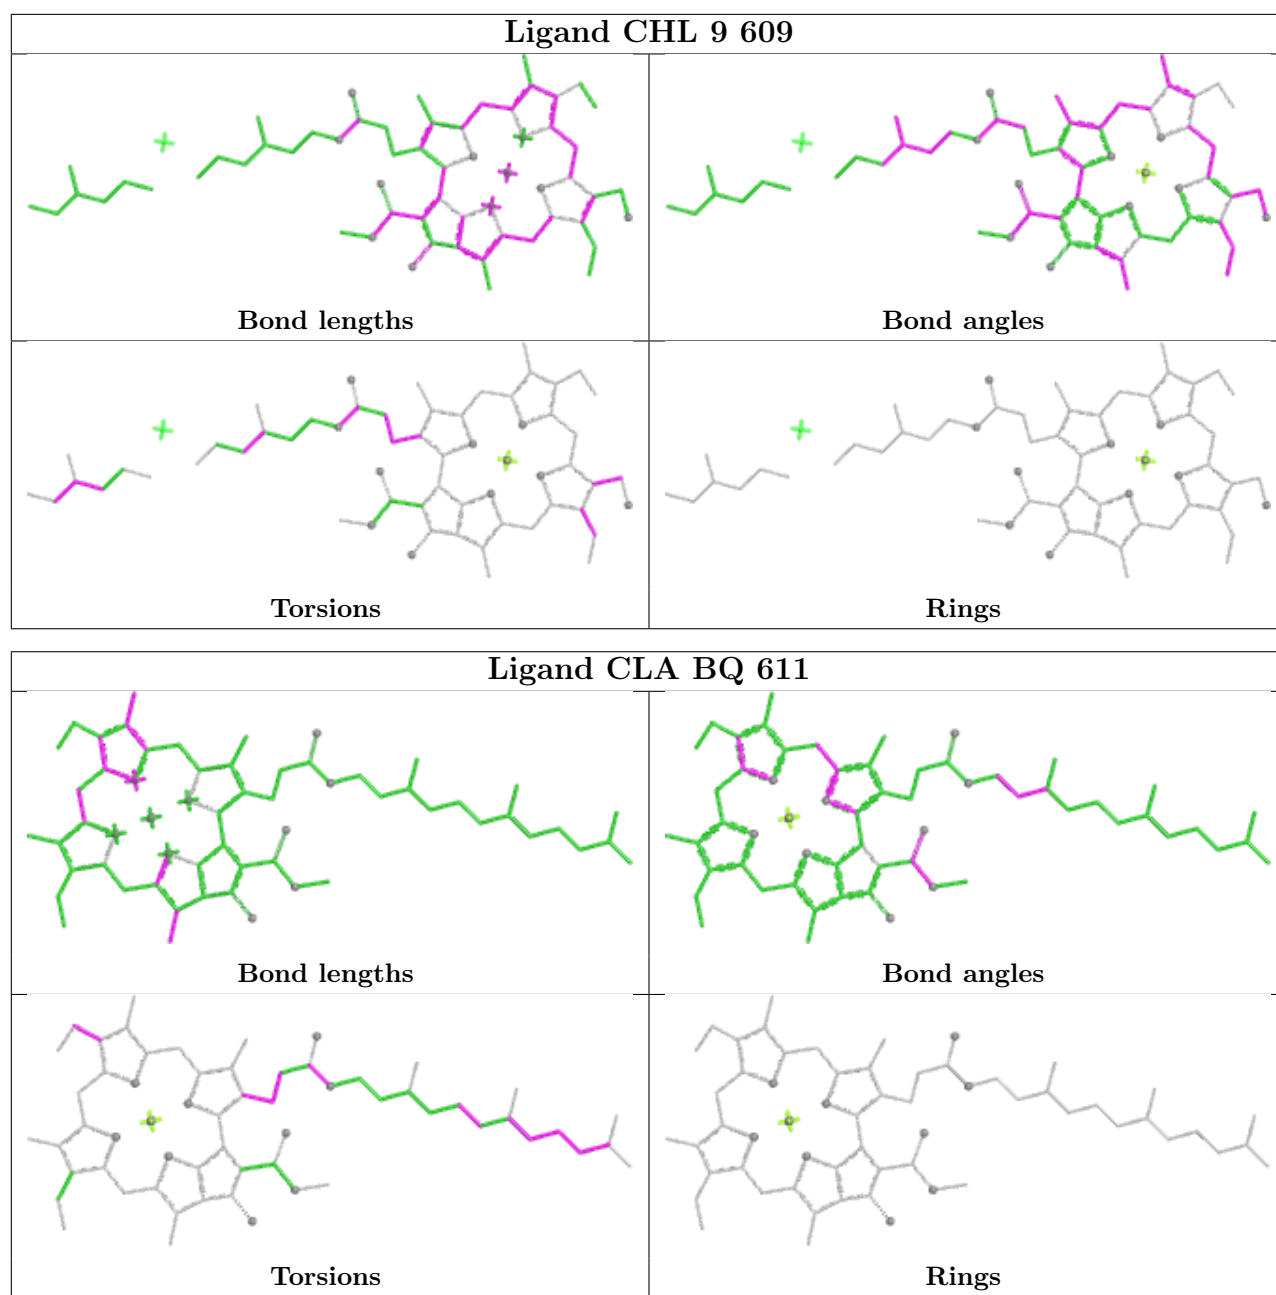 Ligand CHL 9 609
Bond lengths
Bond angles
Torsions
Rings
Ligand CLA BQ 611
Bond lengths
Bond angles
Torsions
Rings